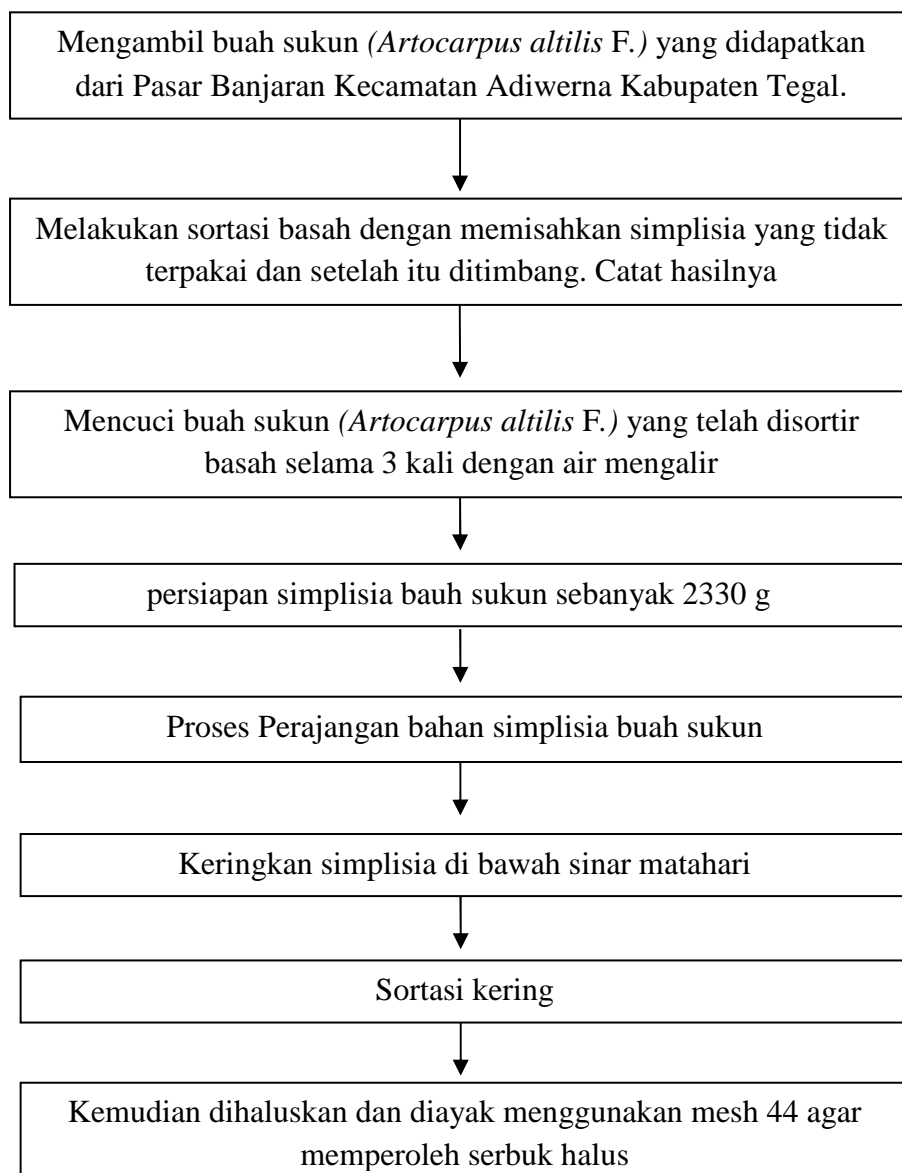 Mengambil buah sukun (Artocarpus altilis F.) yang didapatkan
dari Pasar Banjaran Kecamatan Adiwerna Kabupaten Tegal.
Melakukan sortasi basah dengan memisahkan simplisia yang tidak
terpakai dan setelah itu ditimbang. Catat hasilnya
Mencuci buah sukun (Artocarpus altilis F.) yang telah disortir
basah selama 3 kali dengan air mengalir
persiapan simplisia bauh sukun sebanyak 2330 g
Proses Perajangan bahan simplisia buah sukun
Keringkan simplisia di bawah sinar matahari
Sortasi kering
Kemudian dihaluskan dan diayak menggunakan mesh 44 agar
memperoleh serbuk halus